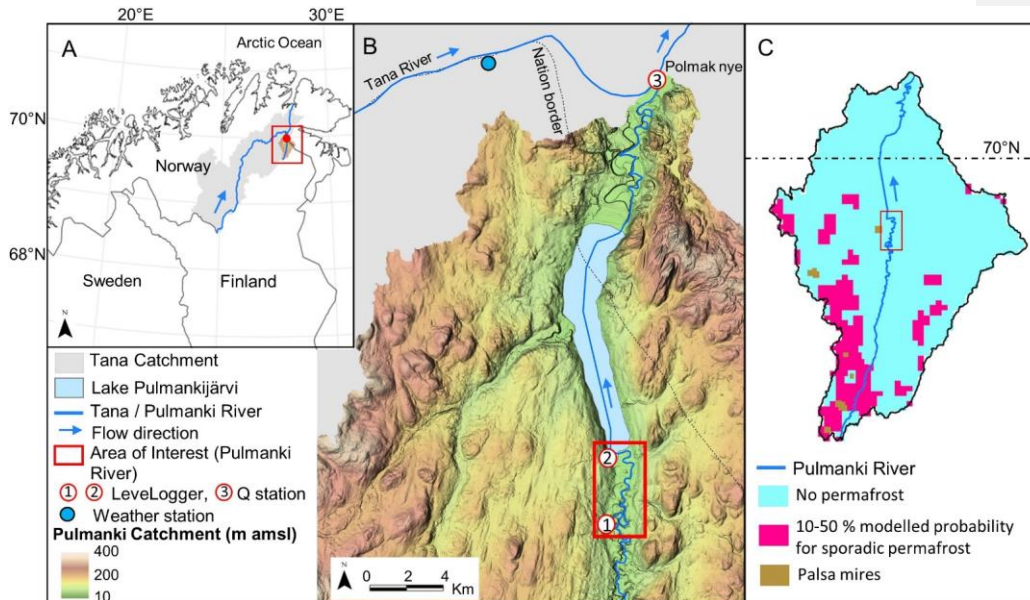 20°E
30°E
A
Arctic Ocean
70°N
Norway
68°N
Sweden
Finland
N
Tana Catchment
Lake Pulmankijärvi
Tana / Pulmanki River
Flow direction
Area of Interest (Pulmanki
River)
1 2 LeveLogger, 3 Q station
Weather station
Pulmanki Catchment (m amsl)
400
200
10
B
Tana River
Nation border
3
Polmak nye
2
1
N
0 2 4
Km
C
70°N
Pulmanki River
No permafrost
10-50 % modelled probability
for sporadic permafrost
Palsa mires